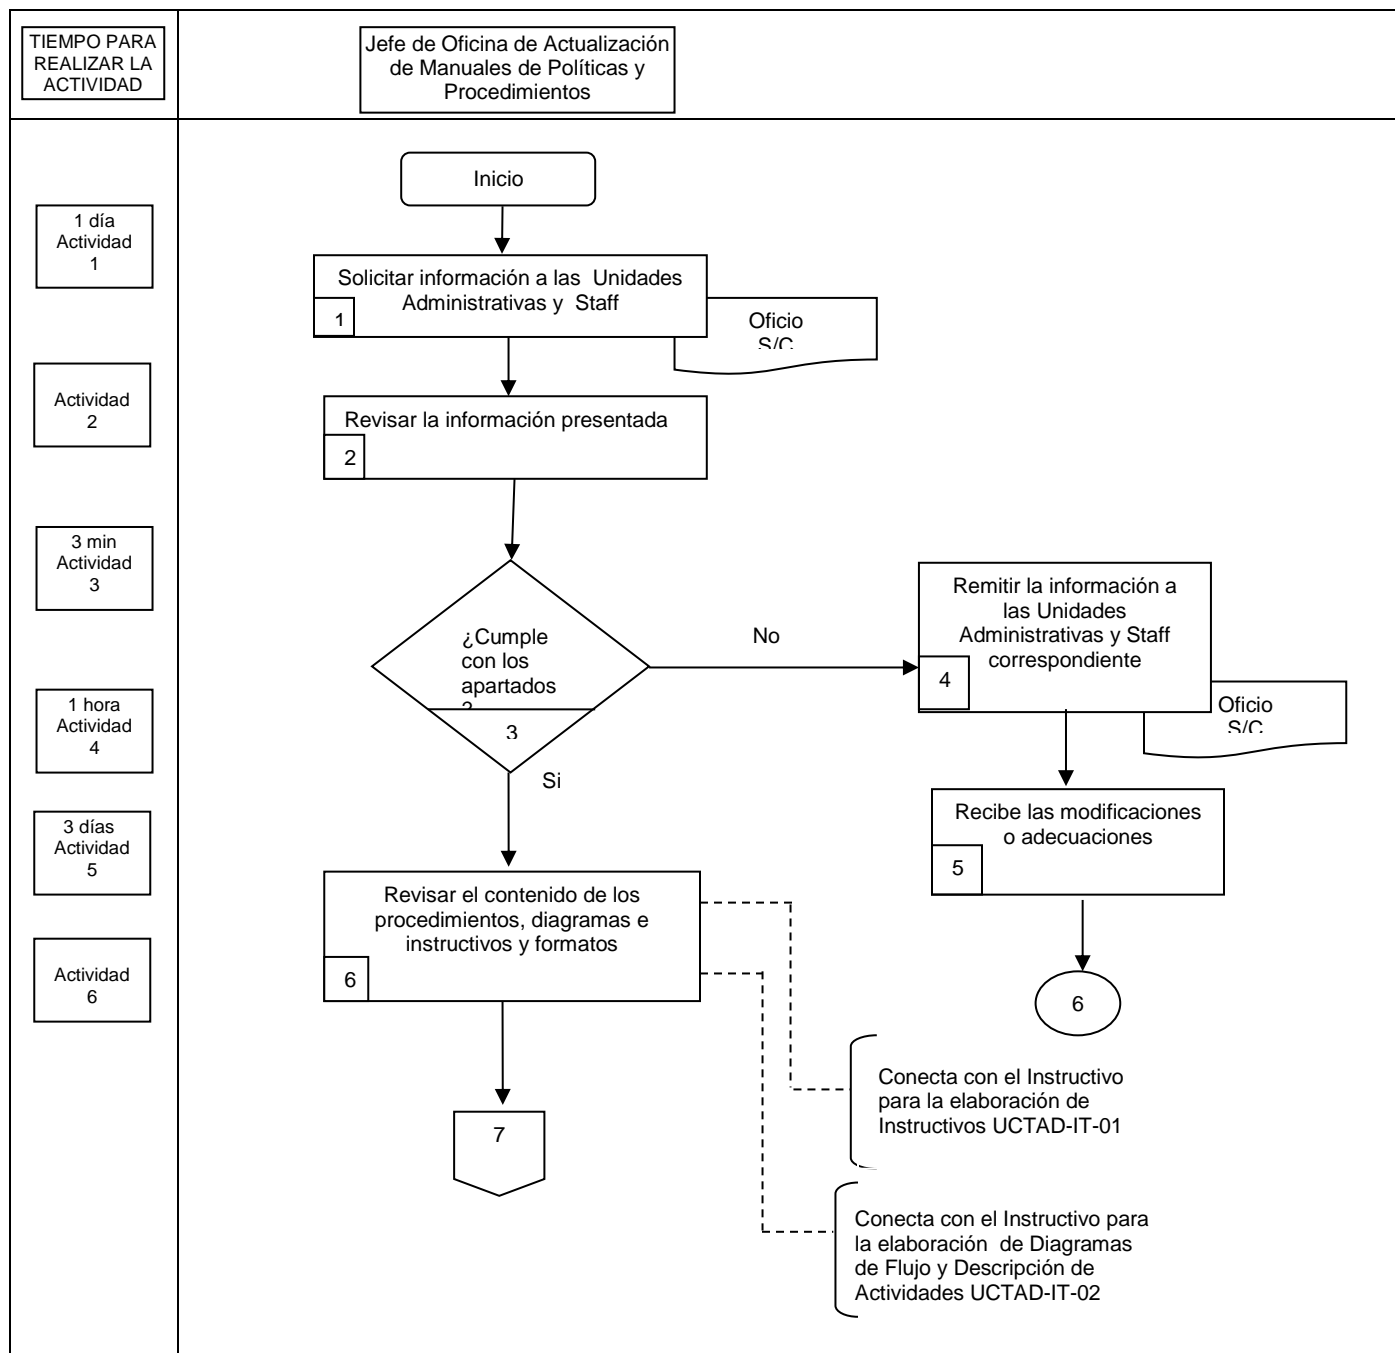 TIEMPO PARA
REALIZAR LA
ACTIVIDAD
Jefe de Oficina de Actualización
de Manuales de Políticas y
Procedimientos
Inicio
1 día
Actividad
1
Solicitar información a las Unidades
Administrativas y Staff
1
Oficio
S/C
Actividad
2
Revisar la información presentada
2
3 min
Actividad
3
¿Cumple
con los
apartados
?
3
No
Si
Remitir la información a
las Unidades
Administrativas y Staff
correspondiente
4
Oficio
S/C
1 hora
Actividad
4
Recibe las modificaciones
o adecuaciones
5
3 días
Actividad
5
Revisar el contenido de los
procedimientos, diagramas e
instructivos y formatos
6
Actividad
6
6
Conecta con el Instructivo
para la elaboración de
Instructivos UCTAD-IT-01
7
Conecta con el Instructivo para
la elaboración de Diagramas
de Flujo y Descripción de
Actividades UCTAD-IT-02